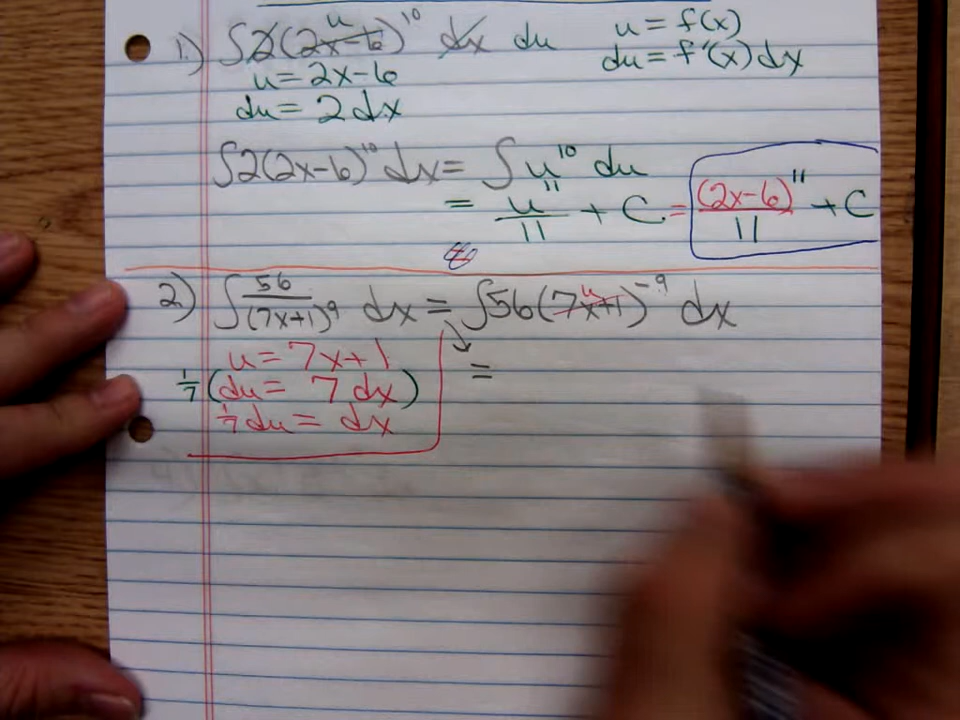 1.) ∫2(2x-6)¹⁰ dx du
u
u = f(x)
u = 2x-6
du = f'(x) dx
du = 2 dx
∫2(2x-6)¹⁰ dx = ∫u¹⁰ du
= u¹¹/11 + C = (2x-6)¹¹/11 + C
2.) ∫56/(7x+1)⁹ dx = ∫56(7x+1)⁻⁹ dx
u
u = 7x+1
=
1/7 (du = 7 dx)
1/7 du = dx